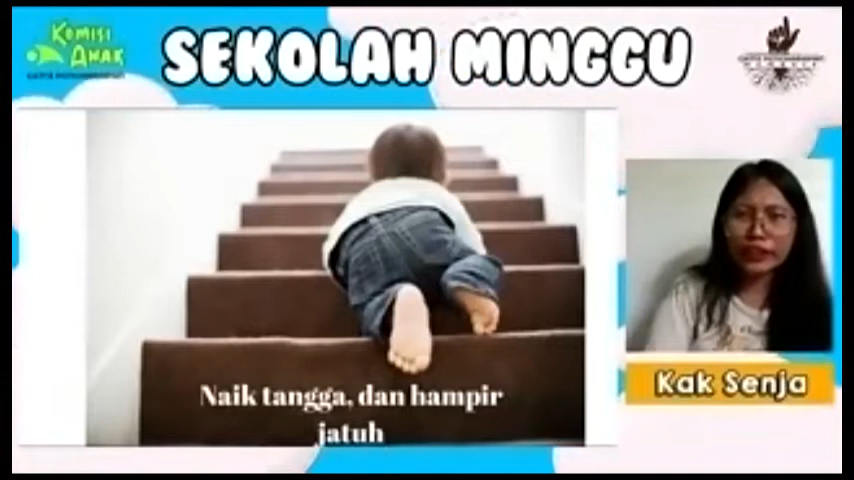 KOMISI
ANAK
SEKOLAH MINGGU
Naik tangga, dan hampir
jatuh
Kak Senja